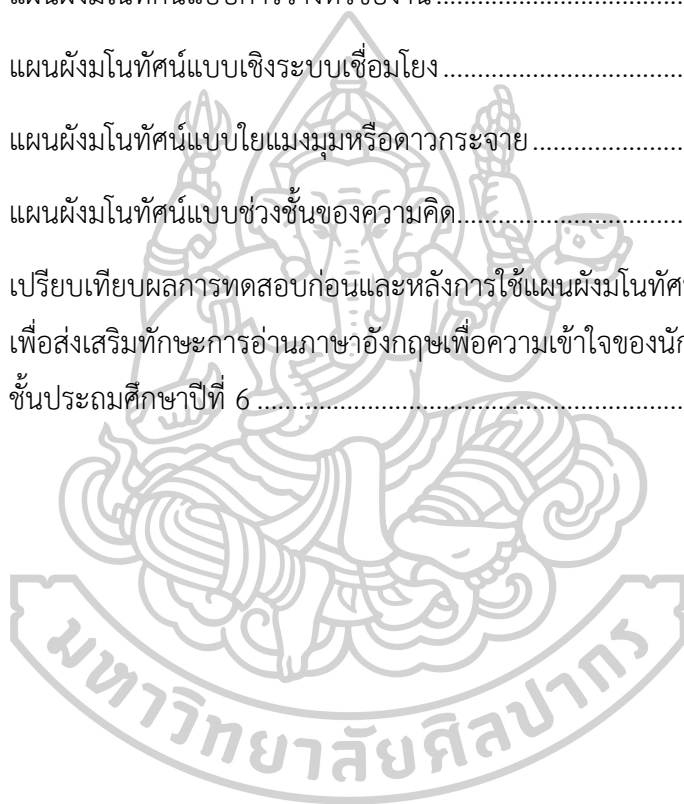 แผนผังมโนทัศน์แบบเชิงระบบเชื่อมโยง
แผนผังมโนทัศน์แบบใยแมงมุมหรือดาวกระจาย
แผนผังมโนทัศน์แบบช่วงชั้นของความคิด
เปรียบเทียบผลการทดสอบก่อนและหลังการใช้แผนผังมโนทัศ
เพื่อส่งเสริมทักษะการอ่านภาษาอังกฤษเพื่อความเข้าใจของ
ชั้นประถมศึกษาปีที่ 6
มหาวิทยาลัยศิลปากร